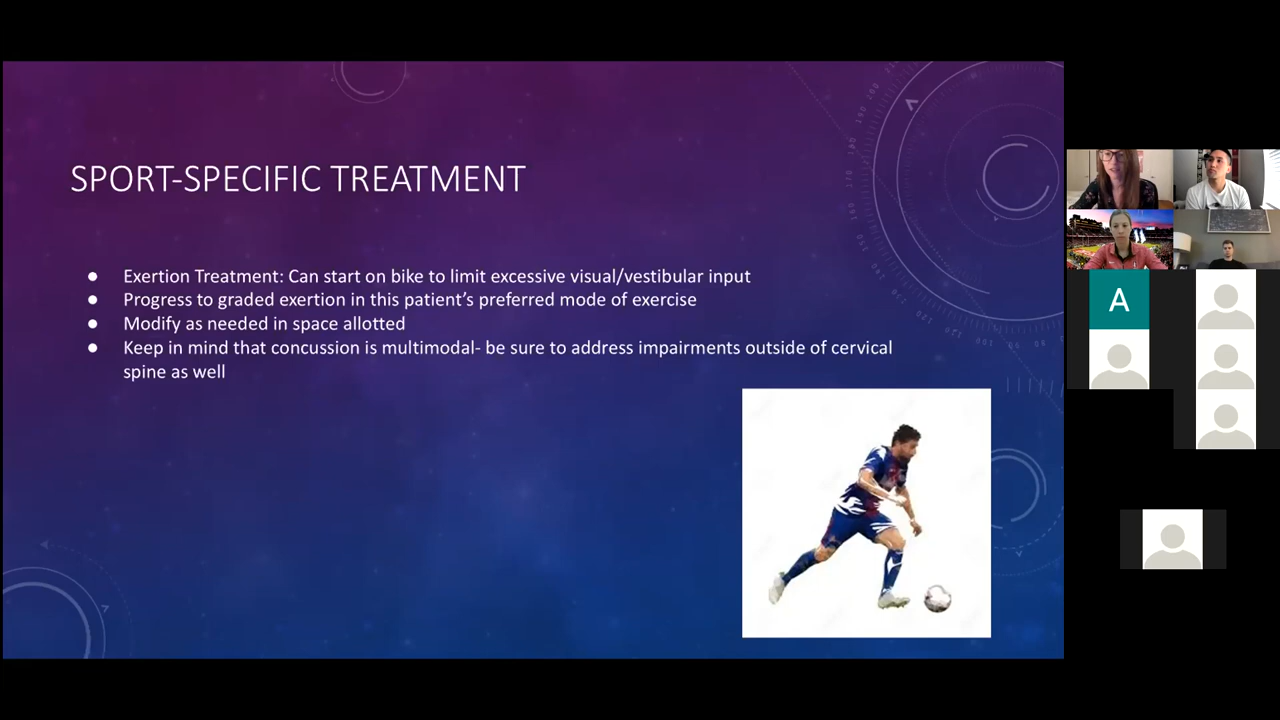 SPORT-SPECIFIC TREATMENT
● Exertion Treatment: Can start on bike to limit excessive visual/vestibular input
● Progress to graded exertion in this patient's preferred mode of exercise
● Modify as needed in space allotted
● Keep in mind that concussion is multimodal- be sure to address impairments outside of cervical
spine as well
A